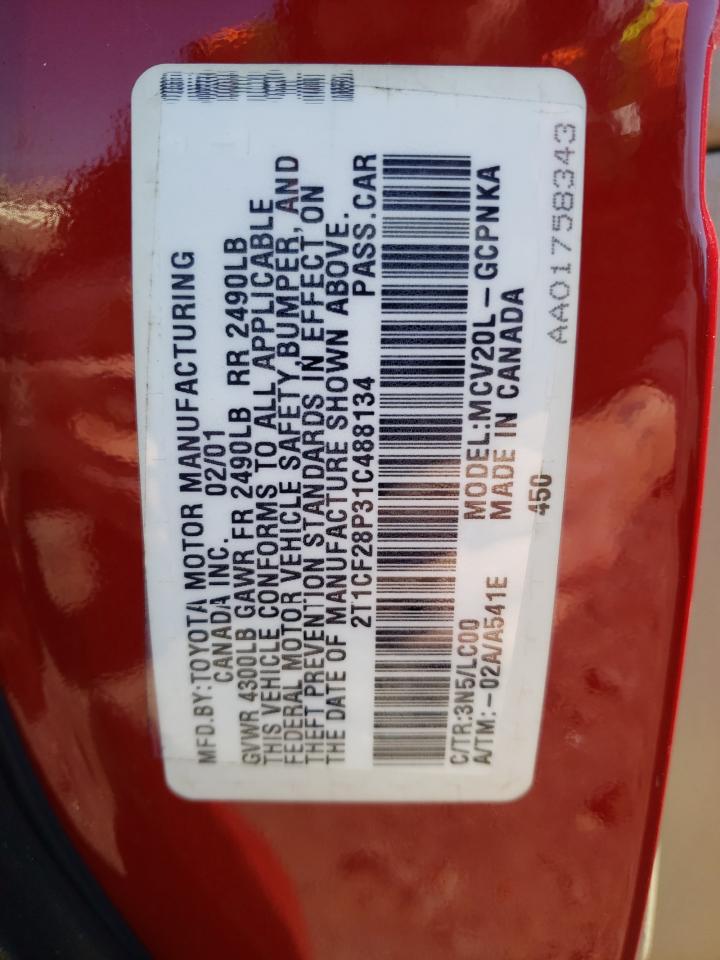 MFD.BY:TOYOTA MOTOR MANUFACTURING
CANADA INC. 02/01
GVWR 4300LB GAWR FR 2490LB RR 2490LB
THIS VEHICLE CONFORMS TO ALL APPLICABLE
FEDERAL MOTOR VEHICLE SAFETY BUMPER, AND
THEFT PREVENTION STANDARDS IN EFFECT ON
THE DATE OF MANUFACTURE SHOWN ABOVE.
2T1CF28P31C488134 PASS.CAR
C/TR:3N5/LC00 MODEL:MCV20L-GCPNKA
A/TM:-02A/A541E MADE IN CANADA
450
AA01758343